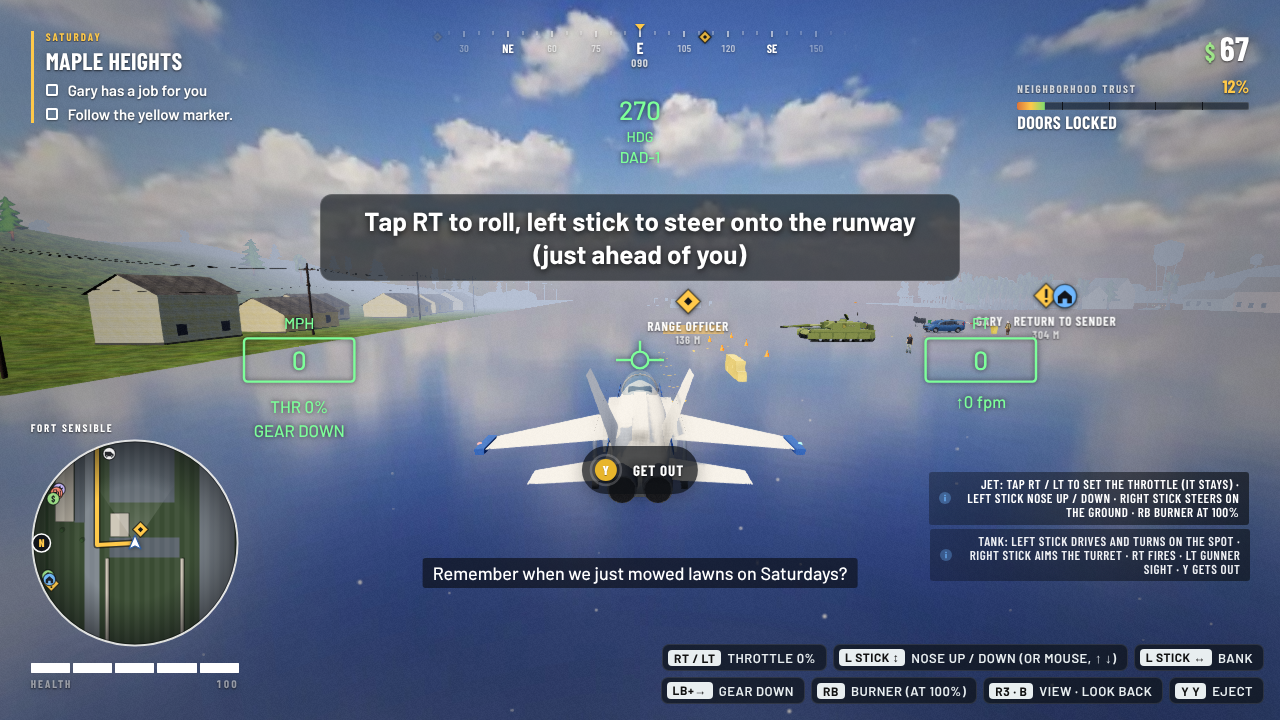 SATURDAY
MAPLE HEIGHTS
Gary has a job for you
Follow the yellow marker.
30 NE 60 75 E 105 120 SE 150
090
$ 67
NEIGHBORHOOD TRUST 12%
DOORS LOCKED
270
HDG
DAD-1
Tap RT to roll, left stick to steer onto the runway
(just ahead of you)
RANGE OFFICER
136 M
GARY · RETURN TO SENDER
304 M
MPH
0
THR 0%
GEAR DOWN
FT
0
↑0 fpm
Y GET OUT
FORT SENSIBLE
$
N
HEALTH 100
JET: TAP RT / LT TO SET THE THROTTLE (IT STAYS) ·
LEFT STICK NOSE UP / DOWN · RIGHT STICK STEERS ON
THE GROUND · RB BURNER AT 100%
TANK: LEFT STICK DRIVES AND TURNS ON THE SPOT ·
RIGHT STICK AIMS THE TURRET · RT FIRES · LT GUNNER
SIGHT · Y GETS OUT
Remember when we just mowed lawns on Saturdays?
RT / LT THROTTLE 0% L STICK ↕ NOSE UP / DOWN (OR MOUSE, ↑ ↓) L STICK ↔ BANK
LB+→ GEAR DOWN RB BURNER (AT 100%) R3 · B VIEW · LOOK BACK Y Y EJECT